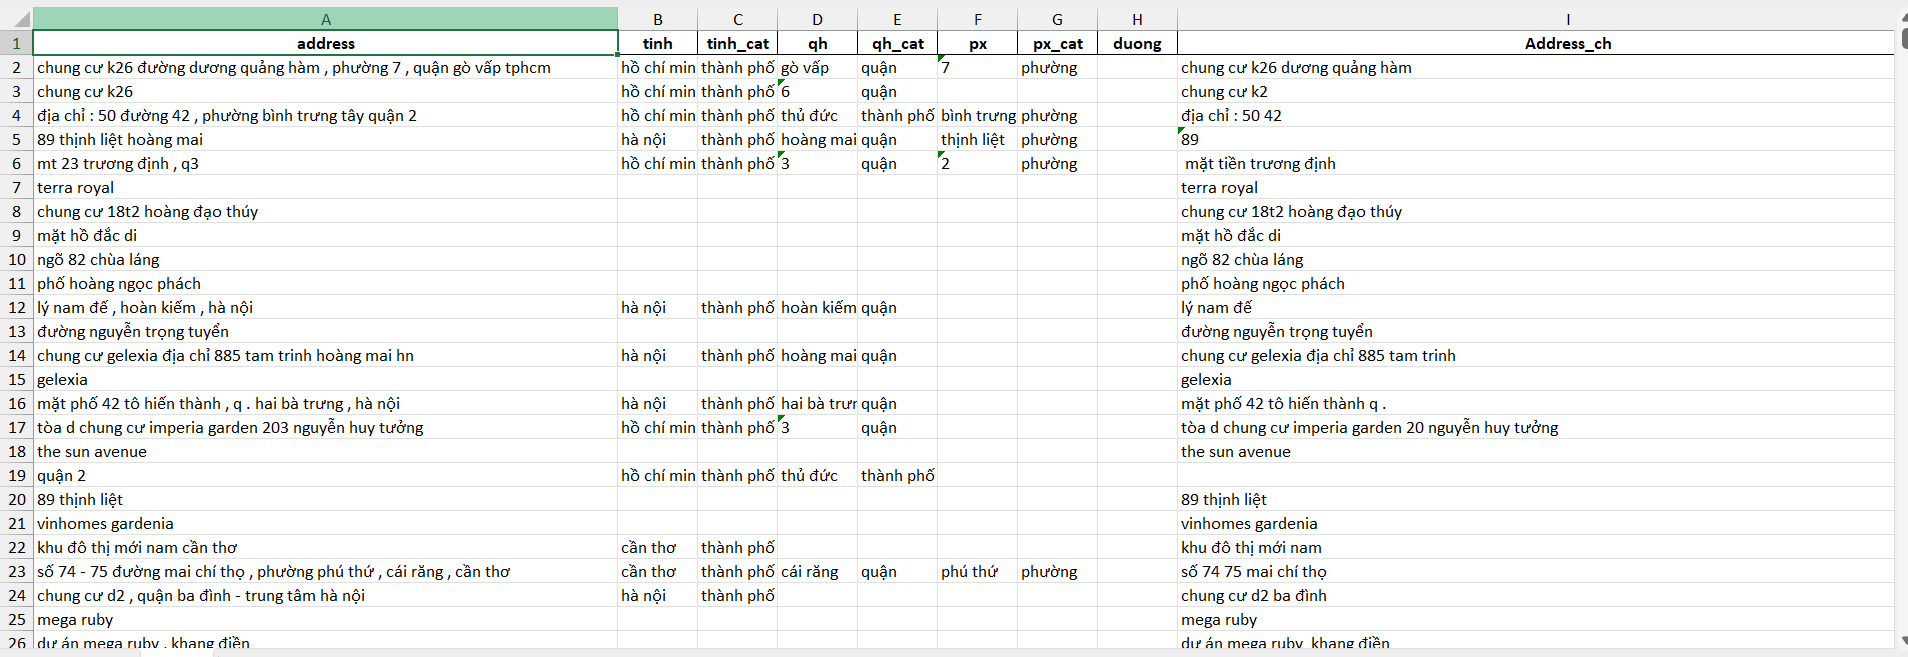 A B C D E F G H I
1 address tinh tinh_cat qh qh_cat px px_cat duong Address_ch
2 chung cư k26 đường dương quảng hàm , phường 7 , quận gò vấp tphcm hồ chí min thành phố gò vấp quận 7 phường chung cư k26 dương quảng hàm
3 chung cư k26 hồ chí min thành phố 6 quận chung cư k2
4 địa chỉ : 50 đường 42 , phường bình trưng tây quận 2 hồ chí min thành phố thủ đức thành phố bình trưng phường địa chỉ : 50 42
5 89 thịnh liệt hoàng mai hà nội thành phố hoàng mai quận thịnh liệt phường 89
6 mt 23 trương định , q3 hồ chí min thành phố 3 quận 2 phường mặt tiền trương định
7 terra royal terra royal
8 chung cư 18t2 hoàng đạo thúy chung cư 18t2 hoàng đạo thúy
9 mặt hồ đắc di mặt hồ đắc di
10 ngõ 82 chùa láng ngõ 82 chùa láng
11 phố hoàng ngọc phách phố hoàng ngọc phách
12 lý nam đế , hoàn kiếm , hà nội hà nội thành phố hoàn kiếm quận lý nam đế
13 đường nguyễn trọng tuyển đường nguyễn trọng tuyển
14 chung cư gelexia địa chỉ 885 tam trinh hoàng mai hn hà nội thành phố hoàng mai quận chung cư gelexia địa chỉ 885 tam trinh
15 gelexia gelexia
16 mặt phố 42 tô hiến thành , q . hai bà trưng , hà nội hà nội thành phố hai bà trưr quận mặt phố 42 tô hiến thành q .
17 tòa d chung cư imperia garden 203 nguyễn huy tưởng hồ chí min thành phố 3 quận tòa d chung cư imperia garden 20 nguyễn huy tưởng
18 the sun avenue the sun avenue
19 quận 2 hồ chí min thành phố thủ đức thành phố
20 89 thịnh liệt 89 thịnh liệt
21 vinhomes gardenia vinhomes gardenia
22 khu đô thị mới nam cần thơ cần thơ thành phố khu đô thị mới nam
23 số 74 - 75 đường mai chí thọ , phường phú thứ , cái răng , cần thơ cần thơ thành phố cái răng quận phú thứ phường số 74 75 mai chí thọ
24 chung cư d2 , quận ba đình - trung tâm hà nội hà nội thành phố chung cư d2 ba đình
25 mega ruby mega ruby
26 dự án mega ruby , khang điền dự án mega ruby khang điền